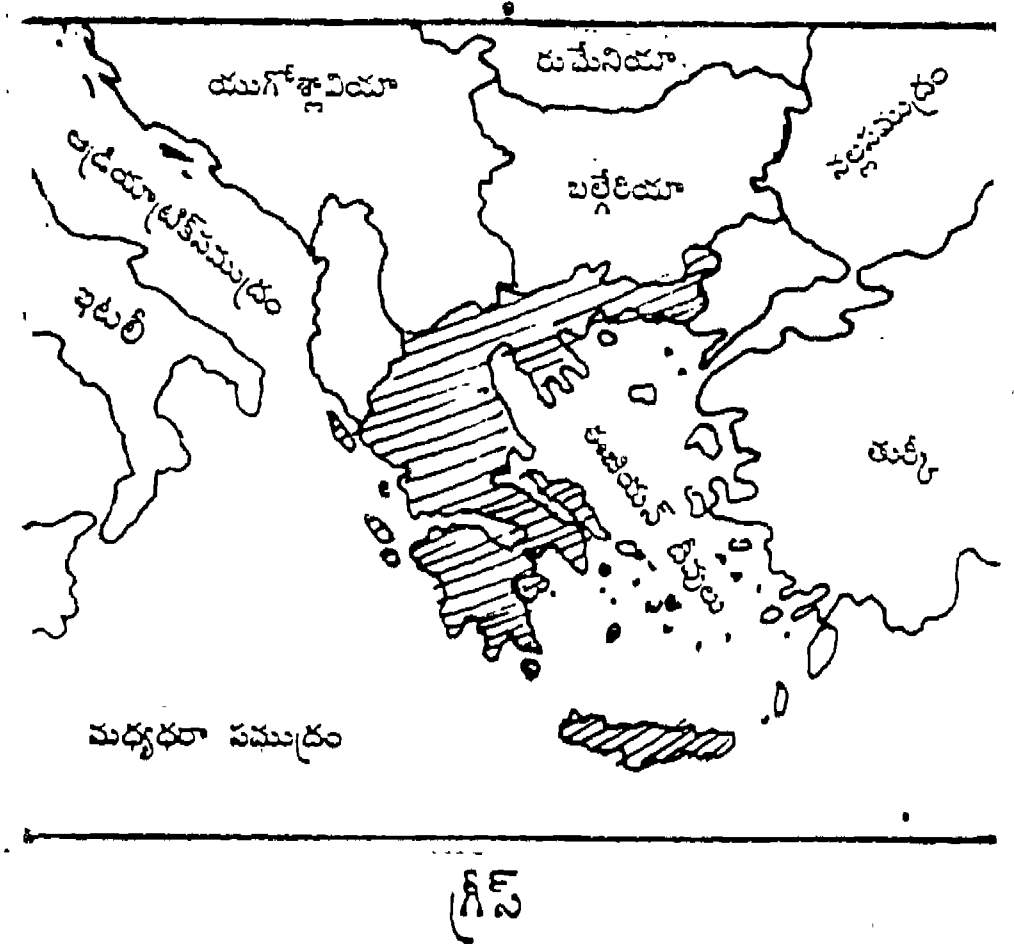 యుగోశ్లావియా
రుమేనియా
నల్లసముద్రం
ఆడ్రియాట్రిక్‌సముద్రం
బల్గేరియా
ఇటలీ
టర్కీ
దీవులు
మధ్యధరా సముద్రం
గ్రీస్